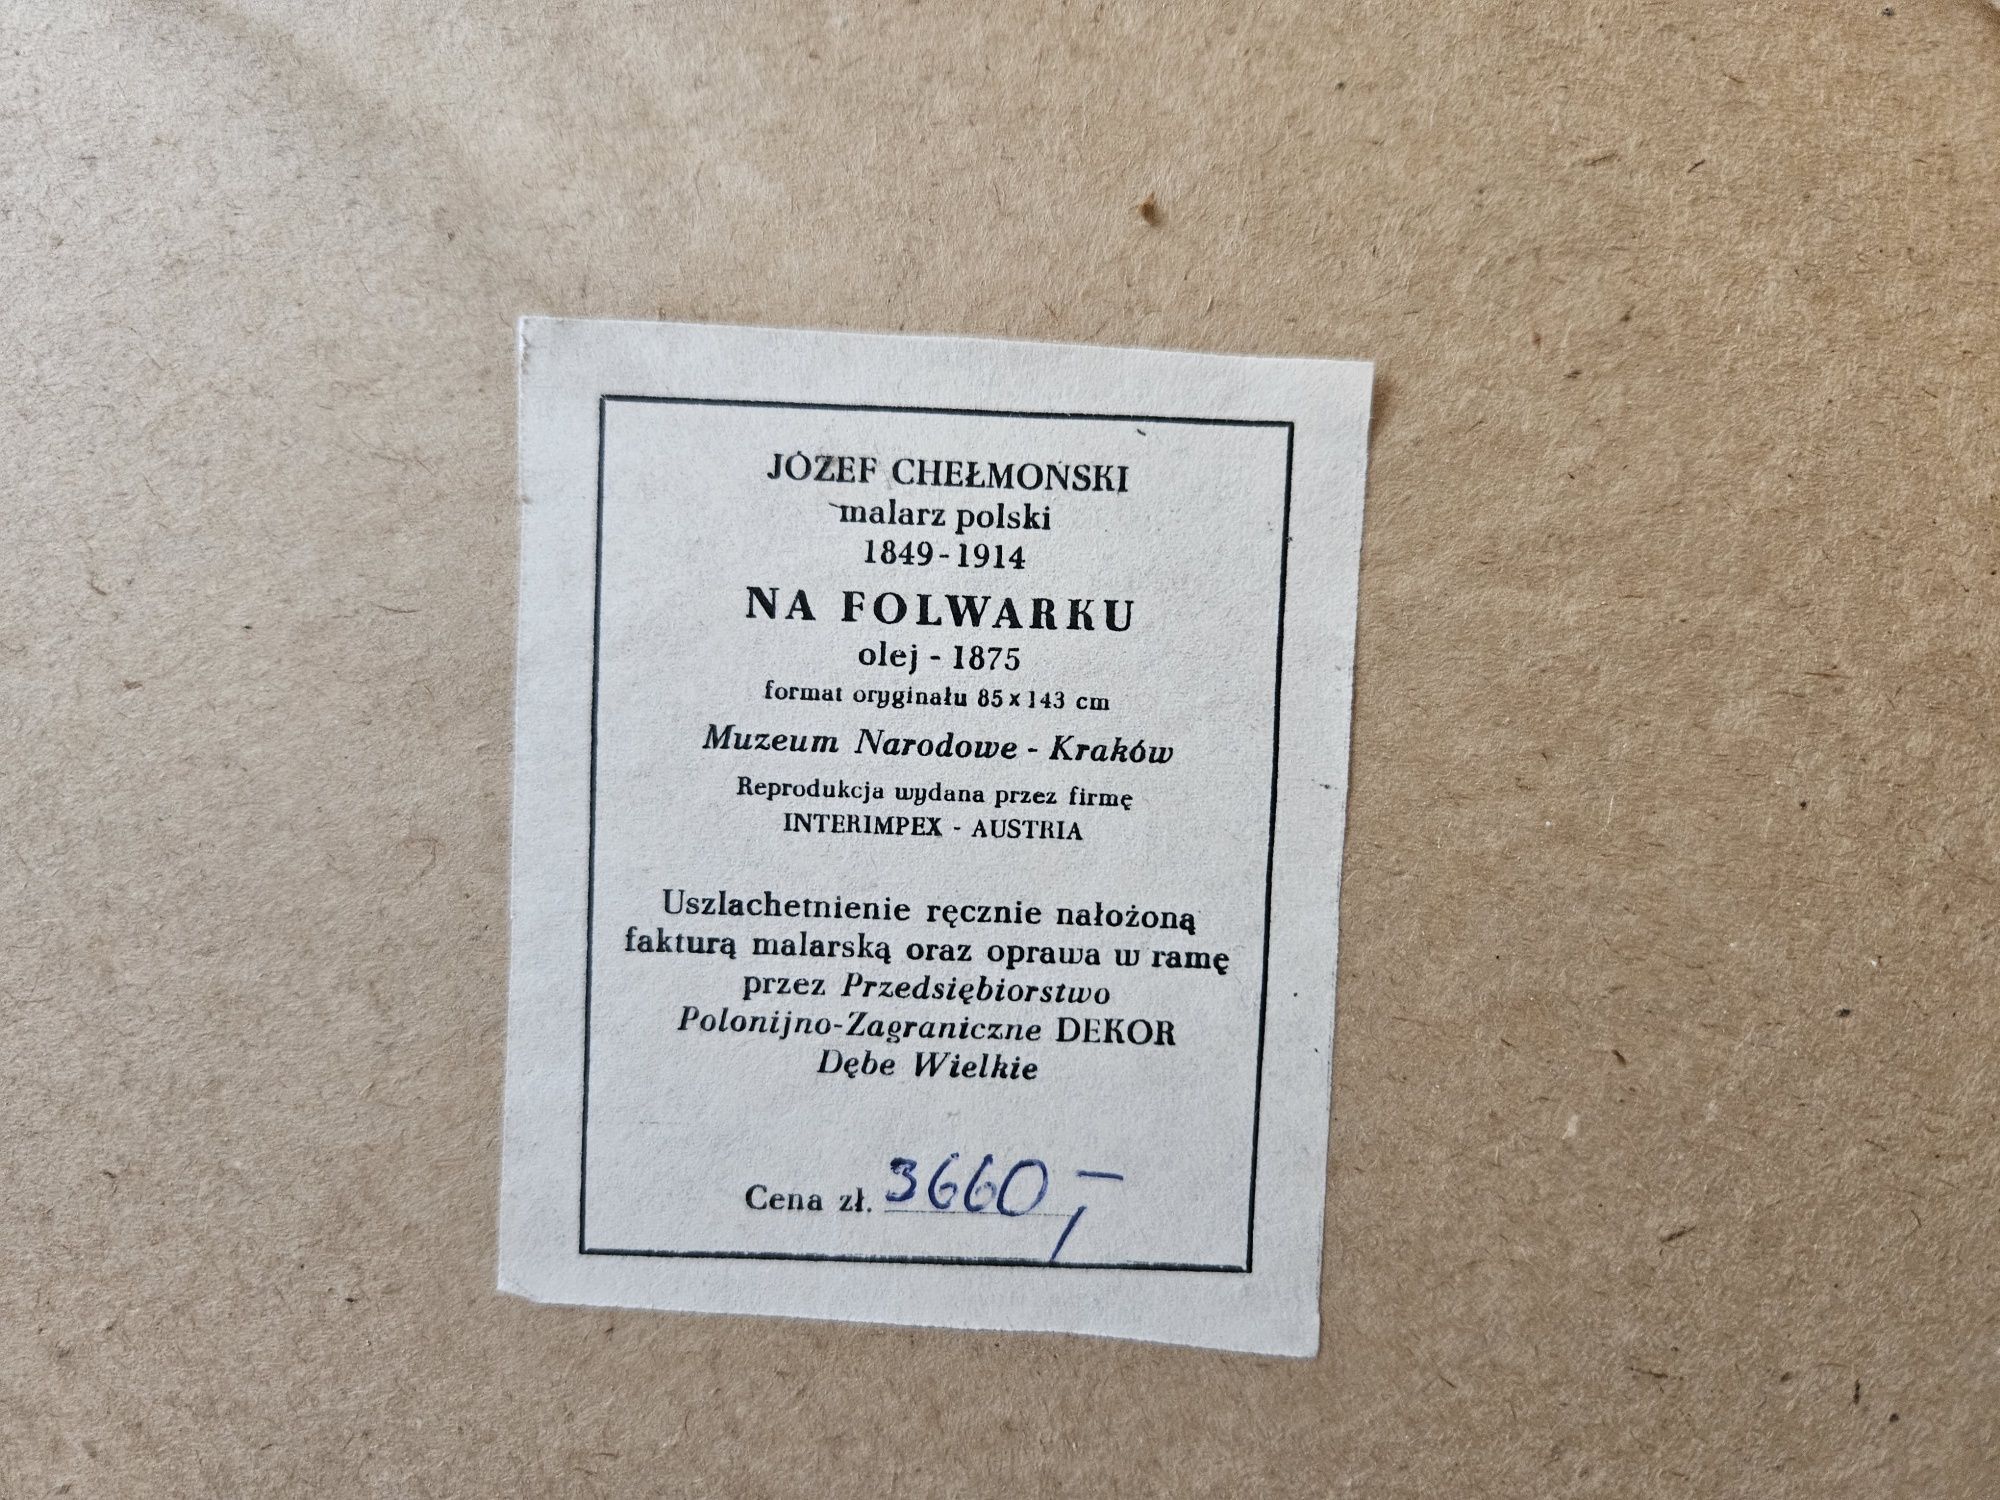 JÓZEF CHEŁMOŃSKI
malarz polski
1849-1914
NA FOLWARKU
olej - 1875
format oryginału 85 x 143 cm
Muzeum Narodowe - Kraków
Reprodukcja wydana przez firmę
INTERIMPEX - AUSTRIA
Uszlachetnienie ręcznie nałożoną
fakturą malarską oraz oprawa w ramę
przez Przedsiębiorstwo
Polonijno-Zagraniczne DEKOR
Dębe Wielkie
Cena zł. 3660,-